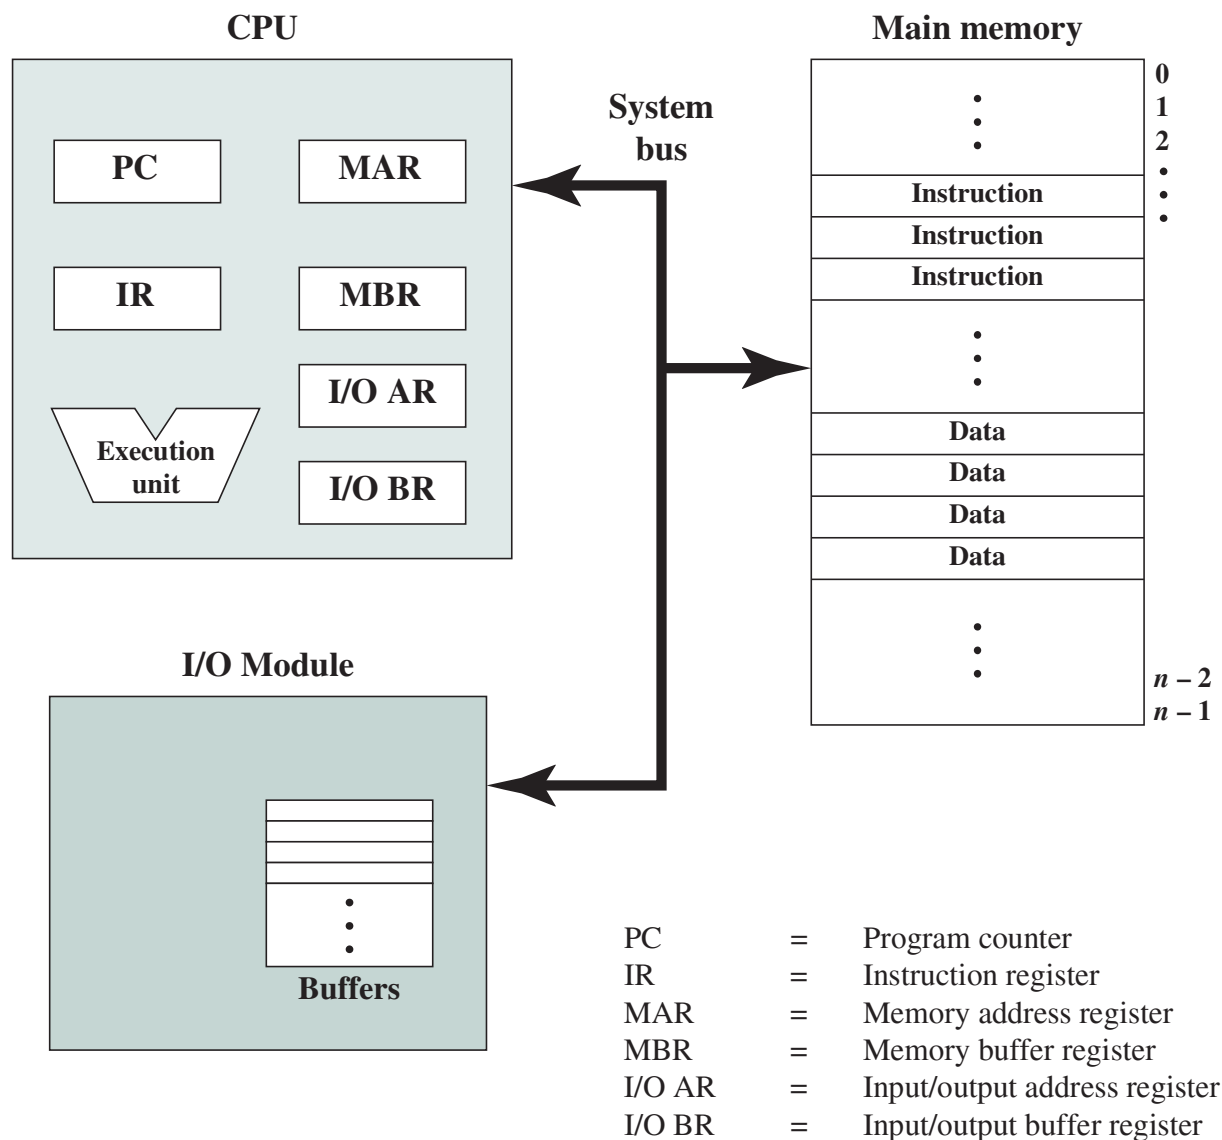 CPU
PC
MAR
IR
MBR
I/O AR
Execution
unit
I/O BR
System
bus
Main memory
0
1
2
Instruction
Instruction
Instruction
Data
Data
Data
Data
n – 2
n – 1
I/O Module
Buffers
PC = Program counter
IR = Instruction register
MAR = Memory address register
MBR = Memory buffer register
I/O AR = Input/output address register
I/O BR = Input/output buffer register